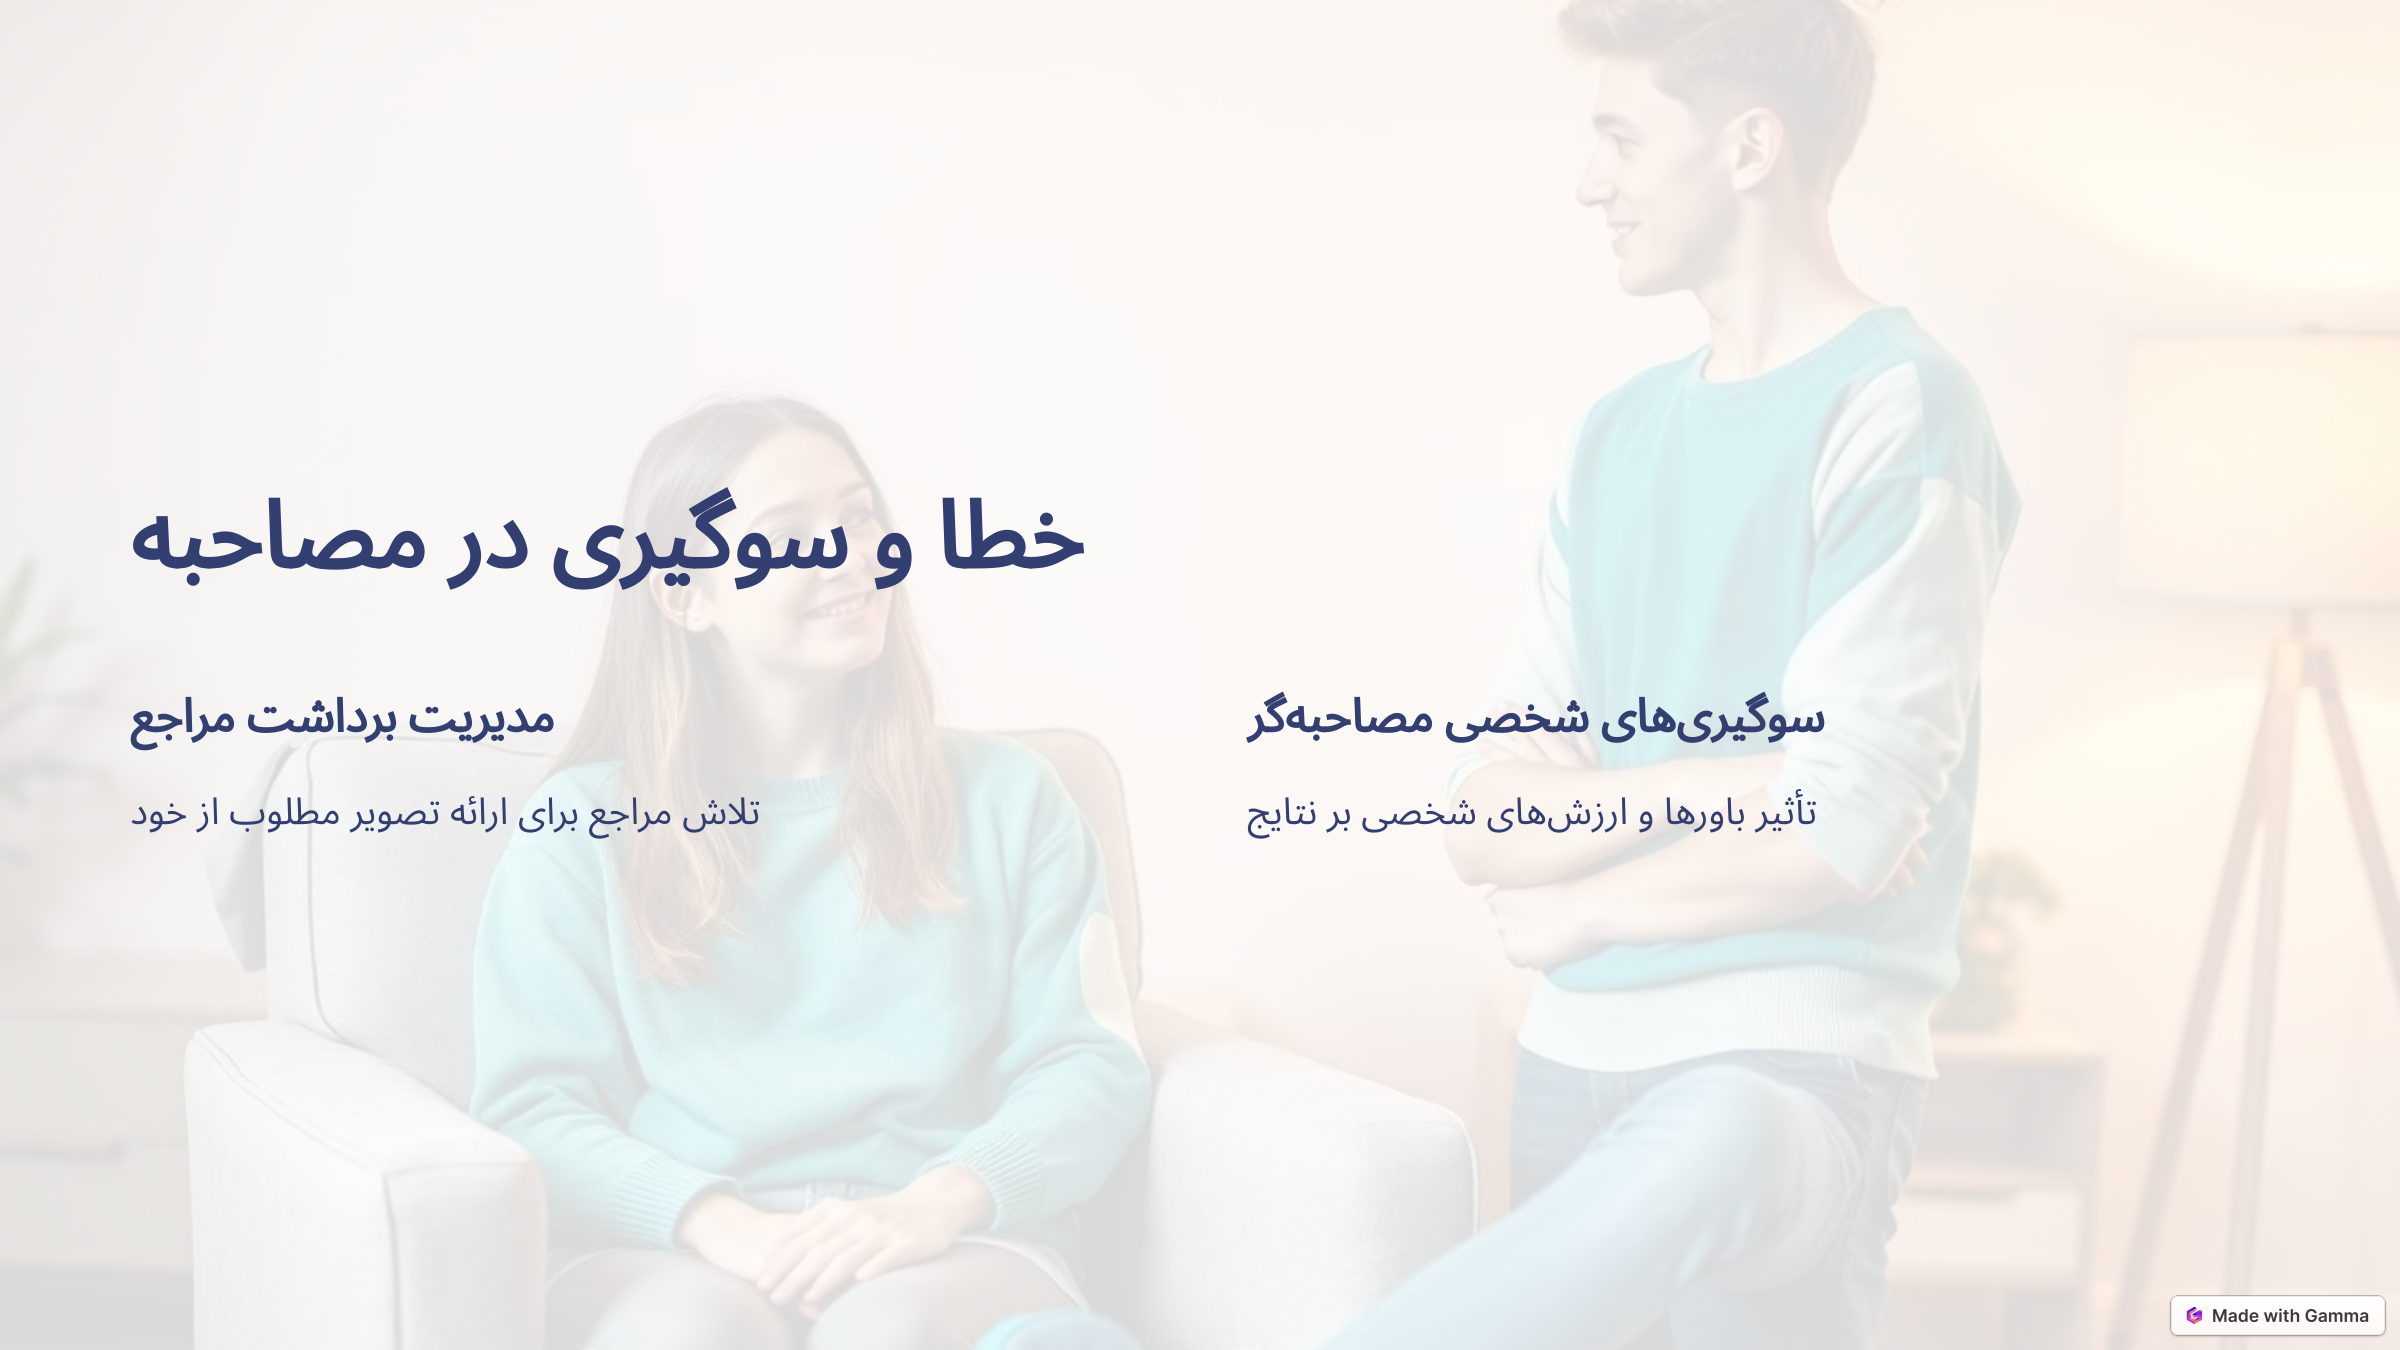 خطا و سوگیری در مصاحبه
سوگیری‌های شخصی مصاحبه‌گر
تأثیر باورها و ارزش‌های شخصی بر نتایج
مدیریت برداشت مراجع
تلاش مراجع برای ارائه تصویر مطلوب از خود
Made with Gamma